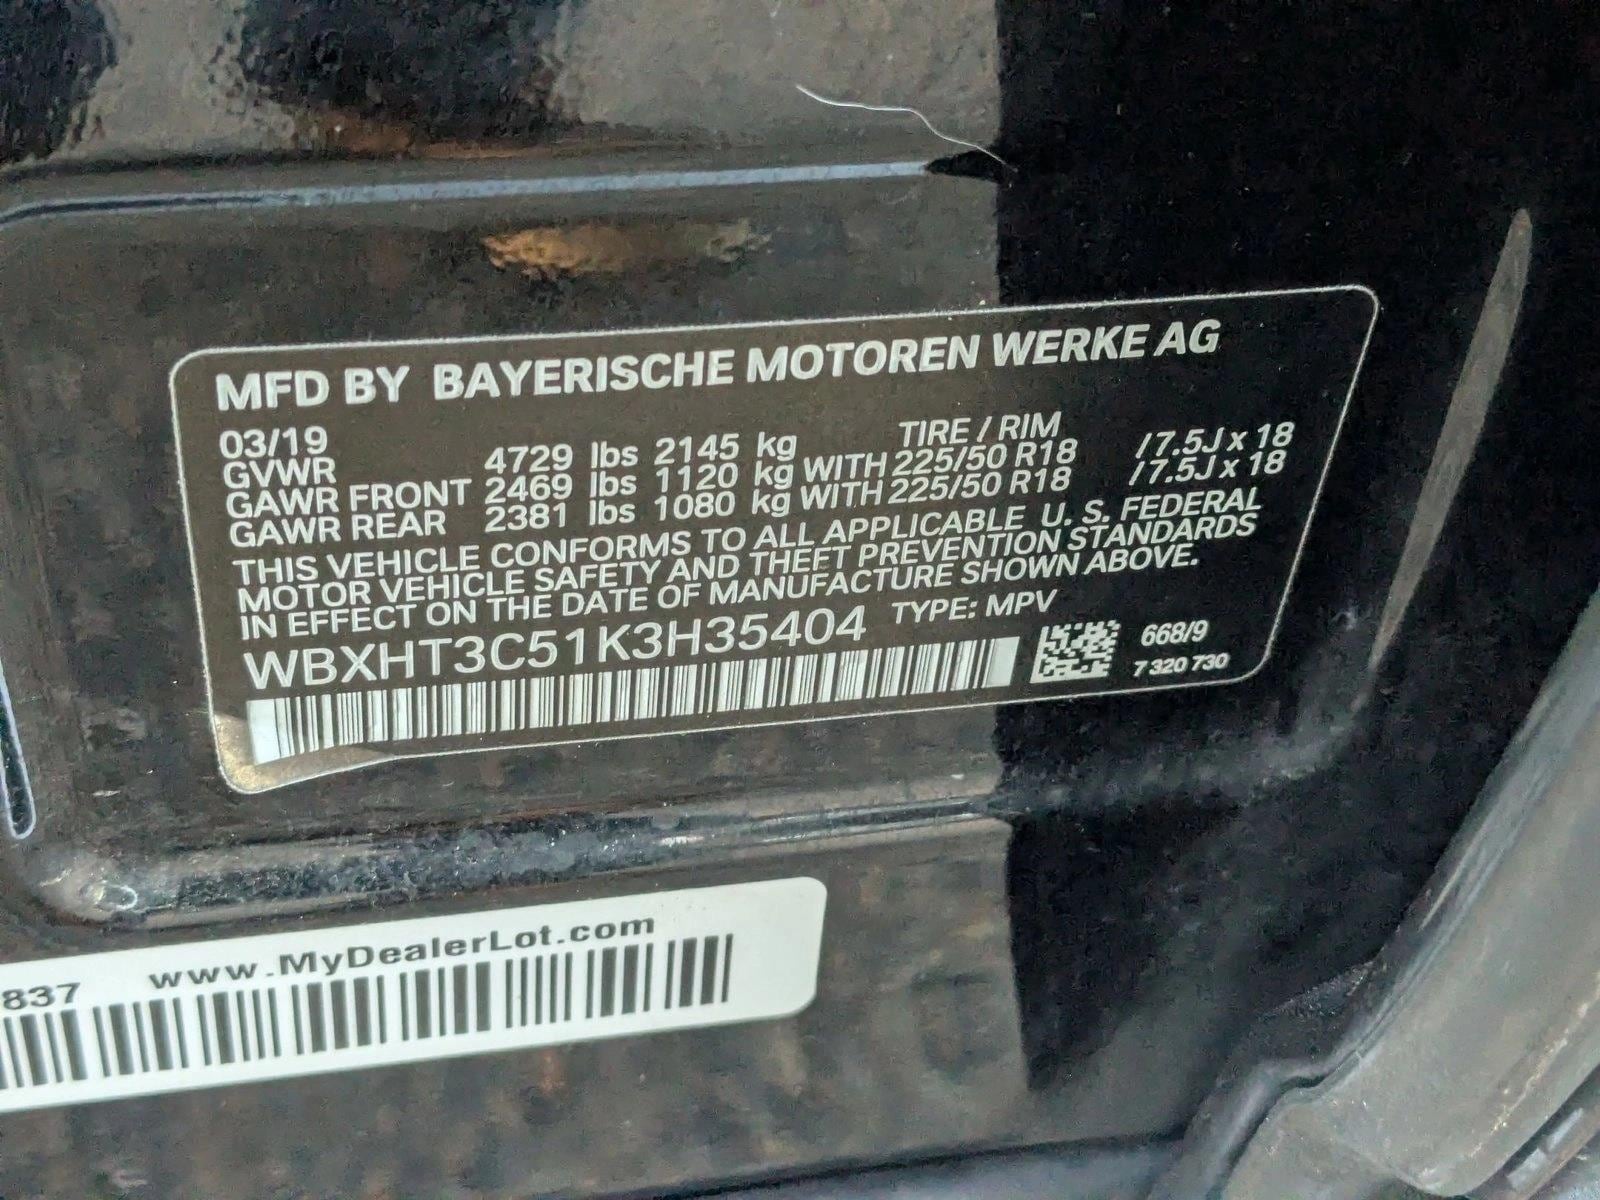 MFD BY BAYERISCHE MOTOREN WERKE AG
03/19 TIRE / RIM
GVWR 4729 lbs 2145 kg
GAWR FRONT 2469 lbs 1120 kg WITH 225/50 R18 /7.5J x 18
GAWR REAR 2381 lbs 1080 kg WITH 225/50 R18 /7.5J x 18
THIS VEHICLE CONFORMS TO ALL APPLICABLE U. S. FEDERAL
MOTOR VEHICLE SAFETY AND THEFT PREVENTION STANDARDS
IN EFFECT ON THE DATE OF MANUFACTURE SHOWN ABOVE.
WBXHT3C51K3H35404 TYPE: MPV
668/9
7 320 730
837 www.MyDealerLot.com